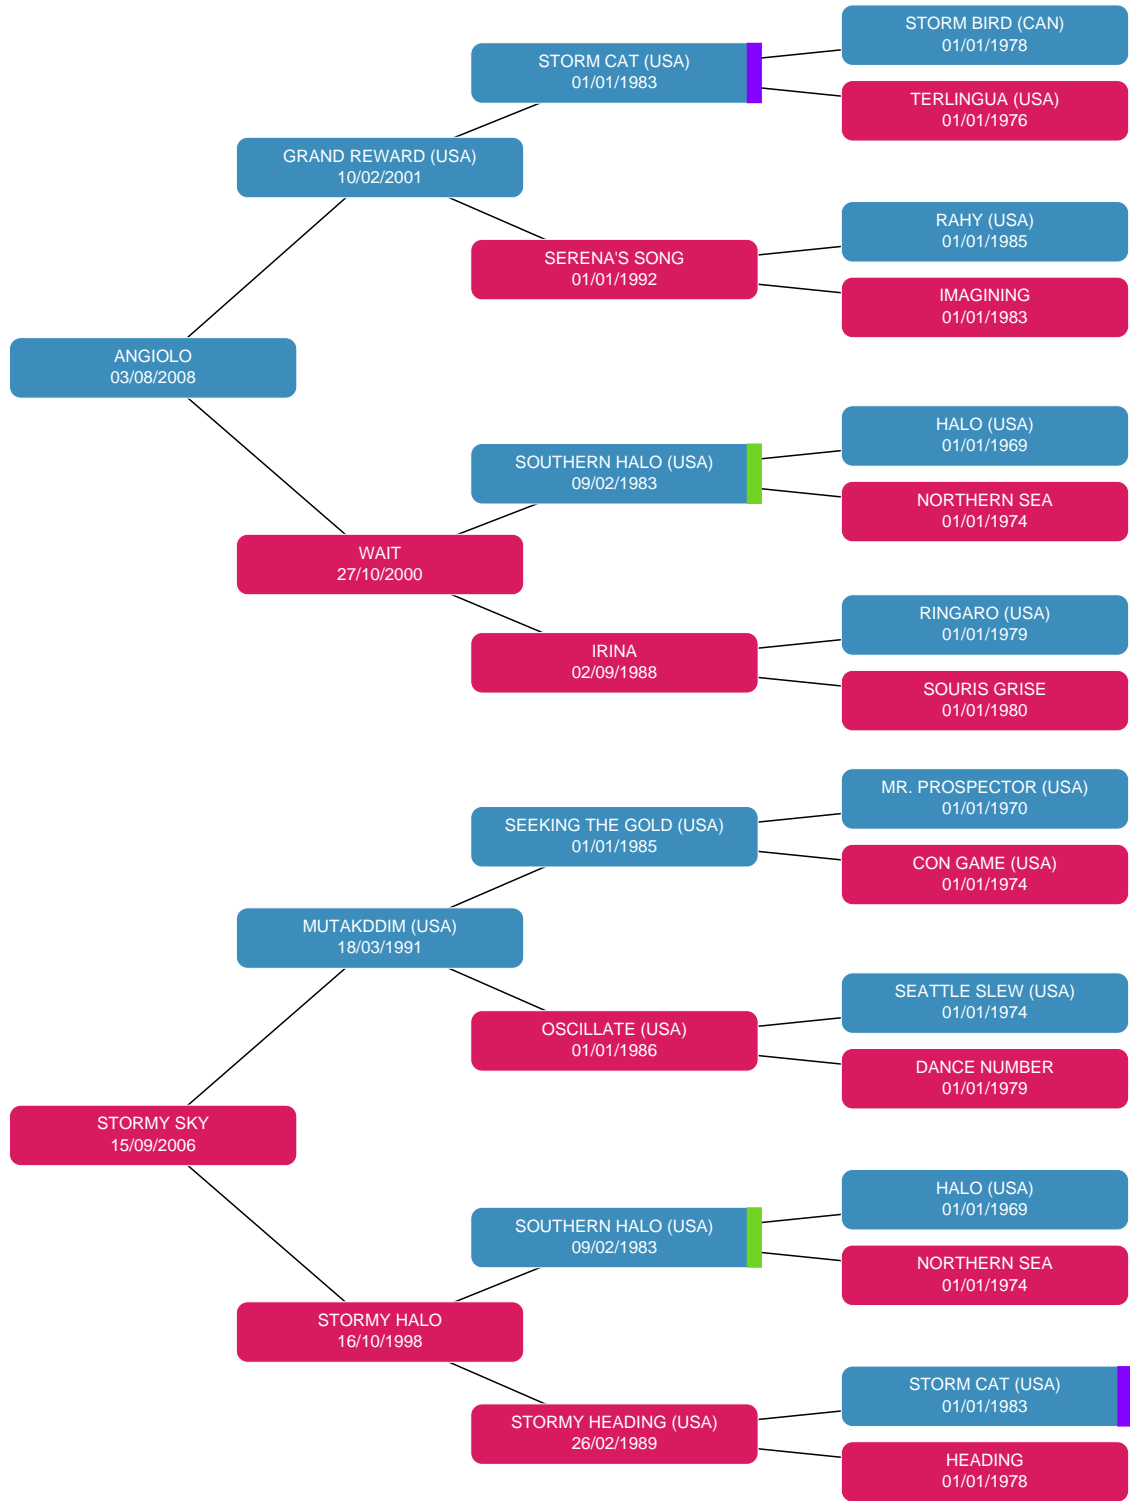 STORM BIRD (CAN)
01/01/1978
STORM CAT (USA)
01/01/1983
TERLINGUA (USA)
01/01/1976
GRAND REWARD (USA)
10/02/2001
RAHY (USA)
01/01/1985
SERENA'S SONG
01/01/1992
IMAGINING
01/01/1983
ANGIOLO
03/08/2008
HALO (USA)
01/01/1969
SOUTHERN HALO (USA)
09/02/1983
NORTHERN SEA
01/01/1974
WAIT
27/10/2000
RINGARO (USA)
01/01/1979
IRINA
02/09/1988
SOURIS GRISE
01/01/1980
MR. PROSPECTOR (USA)
01/01/1970
SEEKING THE GOLD (USA)
01/01/1985
CON GAME (USA)
01/01/1974
MUTAKDDIM (USA)
18/03/1991
SEATTLE SLEW (USA)
01/01/1974
OSCILLATE (USA)
01/01/1986
DANCE NUMBER
01/01/1979
STORMY SKY
15/09/2006
HALO (USA)
01/01/1969
SOUTHERN HALO (USA)
09/02/1983
NORTHERN SEA
01/01/1974
STORMY HALO
16/10/1998
STORM CAT (USA)
01/01/1983
STORMY HEADING (USA)
26/02/1989
HEADING
01/01/1978